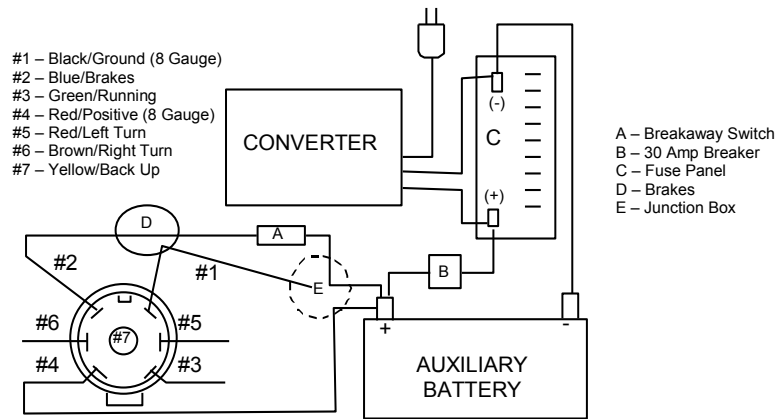 #1 – Black/Ground (8 Gauge)
#2 – Blue/Brakes
#3 – Green/Running
#4 – Red/Positive (8 Gauge)
#5 – Red/Left Turn
#6 – Brown/Right Turn
#7 – Yellow/Back Up
CONVERTER
(-)
C
(+)
A – Breakaway Switch
B – 30 Amp Breaker
C – Fuse Panel
D – Brakes
E – Junction Box
D
A
#2
#1
E
B
#6
#5
#7
#4
#3
+
-
AUXILIARY
BATTERY